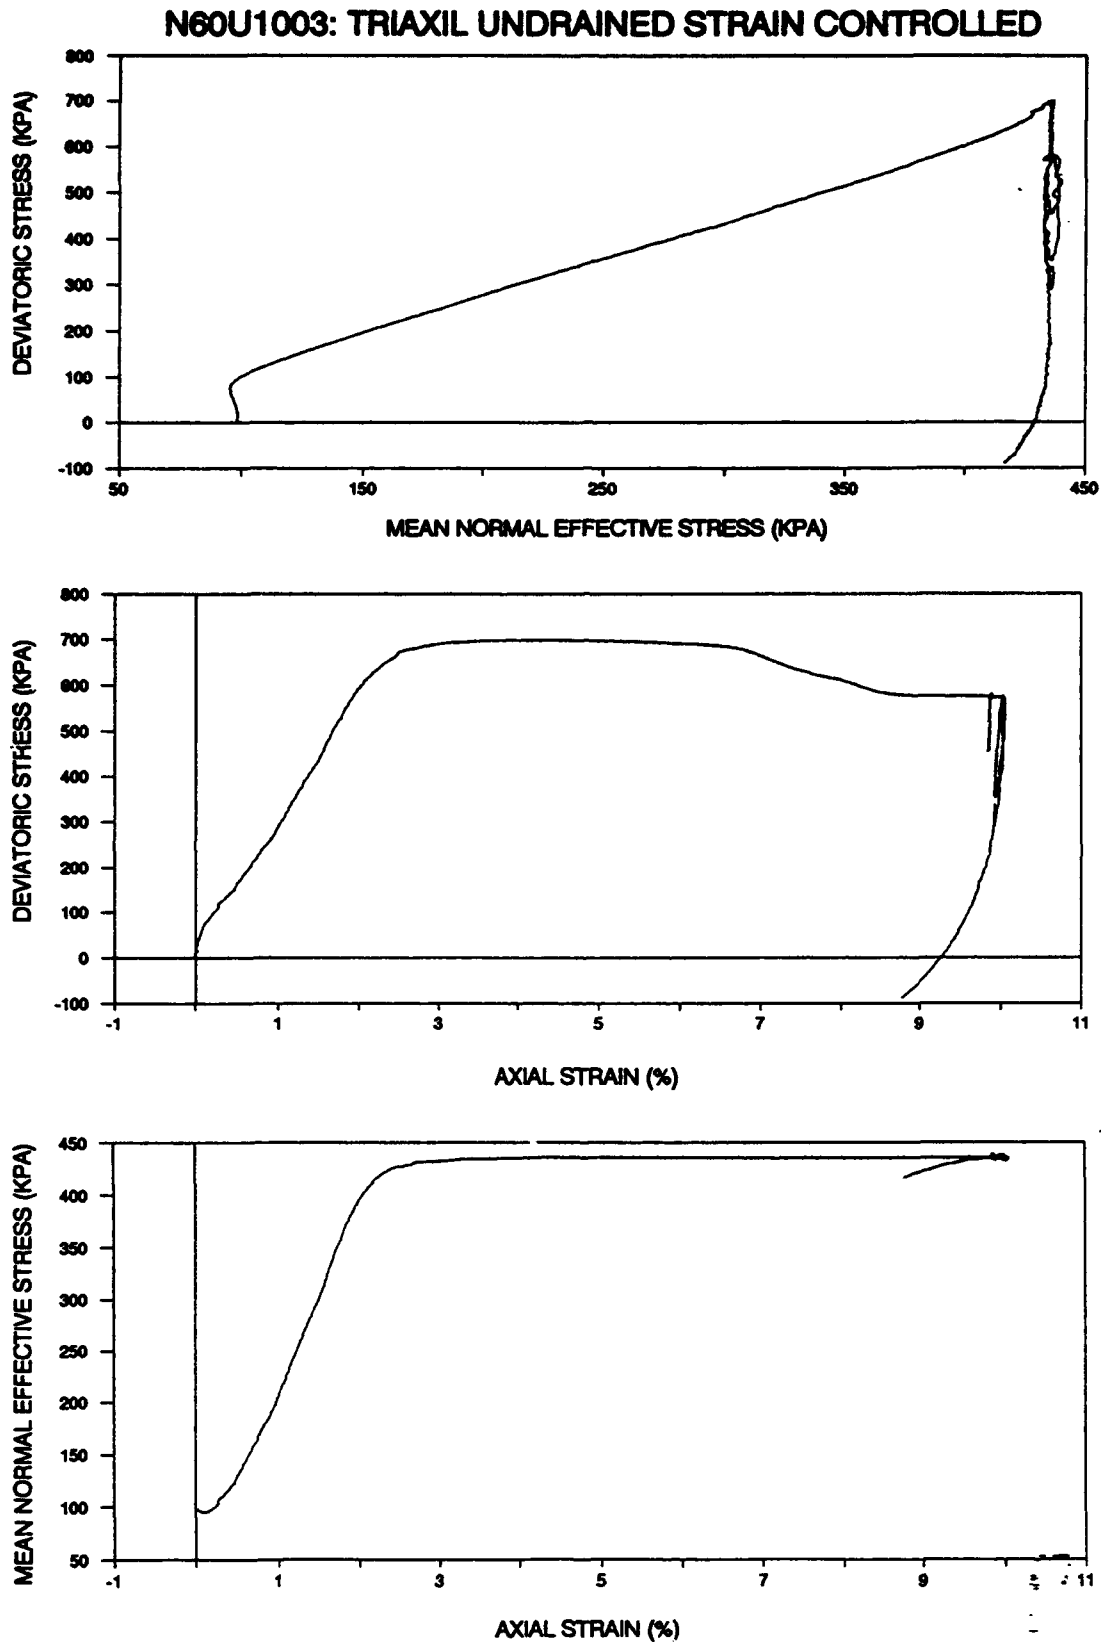 N60U1003: TRIAXIL UNDRAINED STRAIN CONTROLLED
DEVIATORIC STRESS (KPA)
800
700
600
500
400
300
200
100
0
-100
50 150 250 350 450
MEAN NORMAL EFFECTIVE STRESS (KPA)
DEVIATORIC STRESS (KPA)
800
700
600
500
400
300
200
100
0
-100
-1 1 3 5 7 9 11
AXIAL STRAIN (%)
MEAN NORMAL EFFECTIVE STRESS (KPA)
450
400
350
300
250
200
150
100
50
-1 1 3 5 7 9 11
AXIAL STRAIN (%)